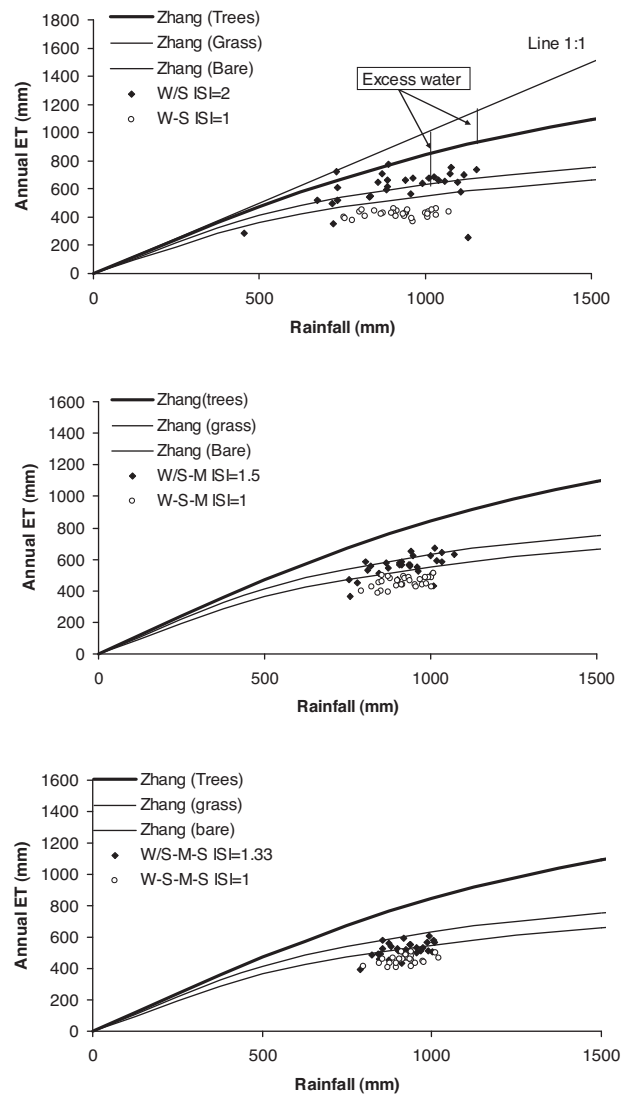 1800
Zhang (Trees)
1600
Zhang (Grass)
Line 1:1
1400
Zhang (Bare)
Excess water
1200
W/S ISI=2
1000
W-S ISI=1
800
600
400
200
0
Annual ET (mm)
0 500 1000 1500
Rainfall (mm)
1600
Zhang(trees)
1400
Zhang (grass)
1200
Zhang (Bare)
1000
W/S-M ISI=1.5
800
W-S-M ISI=1
600
400
200
0
Annual ET (mm)
0 500 1000 1500
Rainfall (mm)
1600
Zhang (Trees)
1400
Zhang (grass)
1200
Zhang (bare)
1000
W/S-M-S ISI=1.33
800
W-S-M-S ISI=1
600
400
200
0
Annual ET (mm)
0 500 1000 1500
Rainfall (mm)